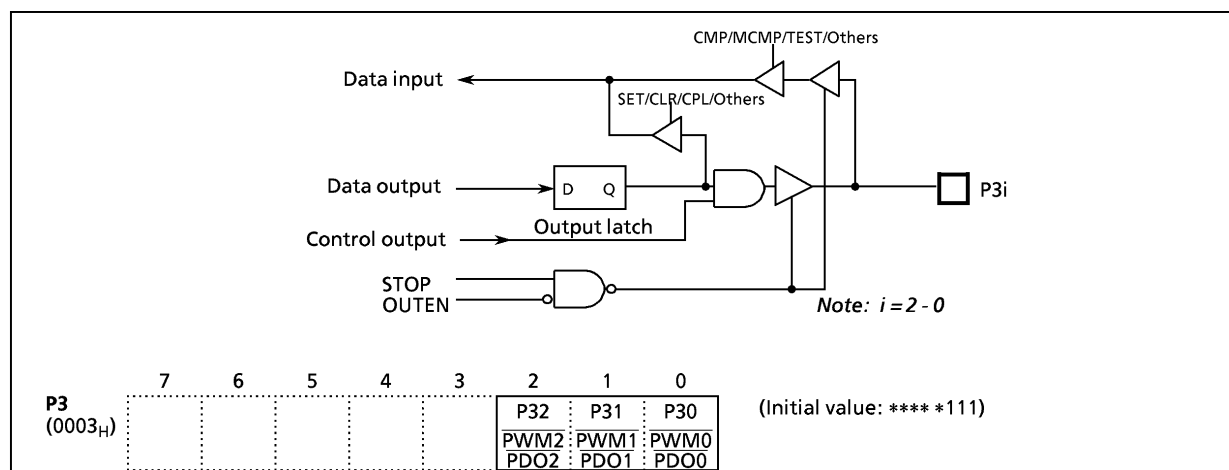 CMP/MCMP/TEST/Others
Data input
SET/CLR/CPL/Others
Data output
D Q
P3i
Output latch
Control output
STOP
OUTEN
Note: i = 2 - 0
7 6 5 4 3 2 1 0
P3
(0003H)
P32 P31 P30
PWM2 PWM1 PWM0
PDO2 PDO1 PDO0
(Initial value: **** *111)